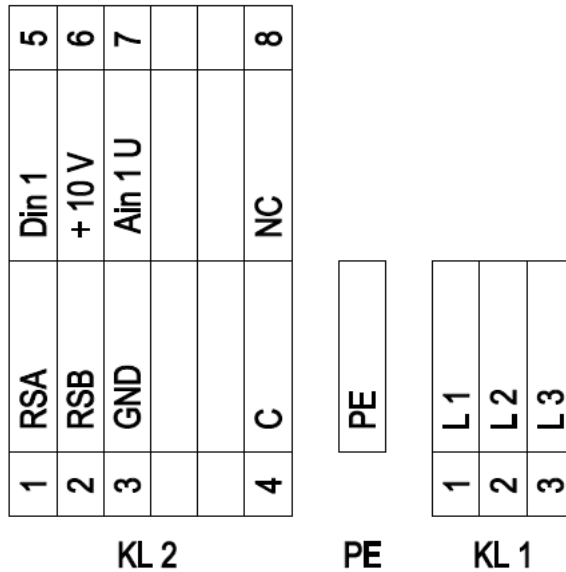 5 6 7 8
Din 1 + 10 V Ain 1 U NC
RSA RSB GND C PE L 1 L 2 L 3
1 2 3 4 1 2 3
KL 2 PE KL 1